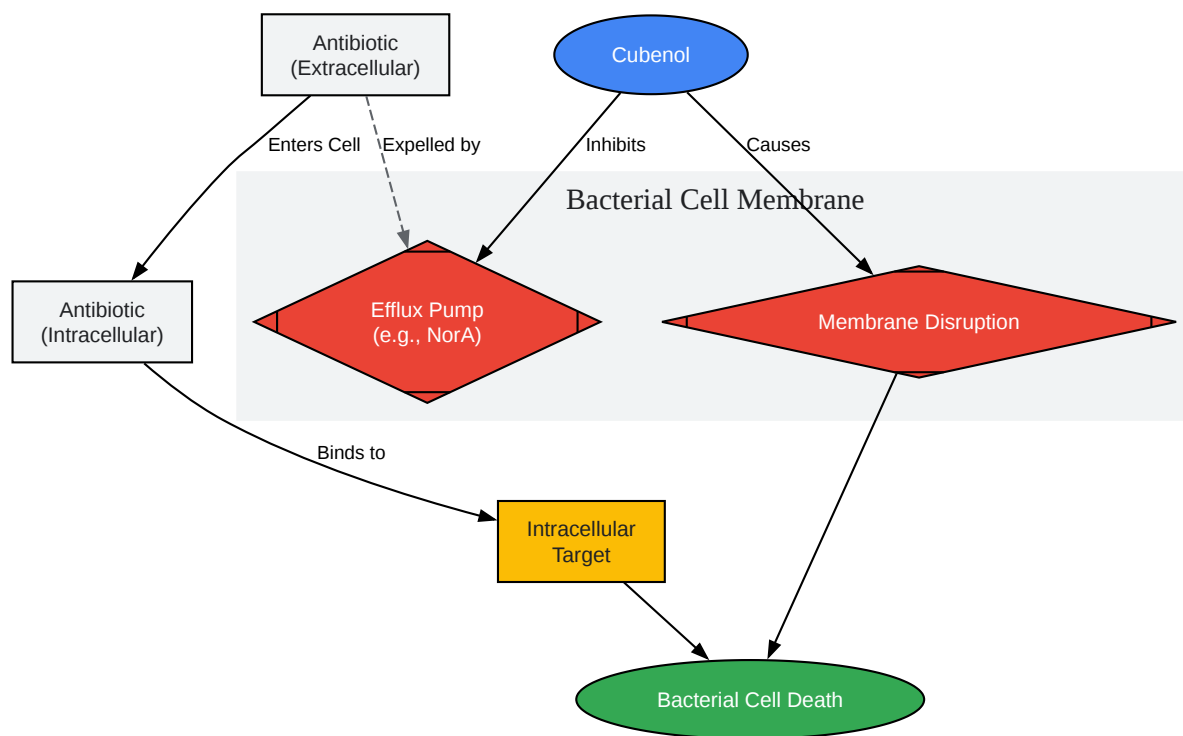 Antibiotic
(Extracellular)
Cubenol
Enters Cell
Expelled by
Inhibits
Causes
Bacterial Cell Membrane
Antibiotic
(Intracellular)
Efflux Pump
(e.g., NorA)
Membrane Disruption
Binds to
Intracellular
Target
Bacterial Cell Death